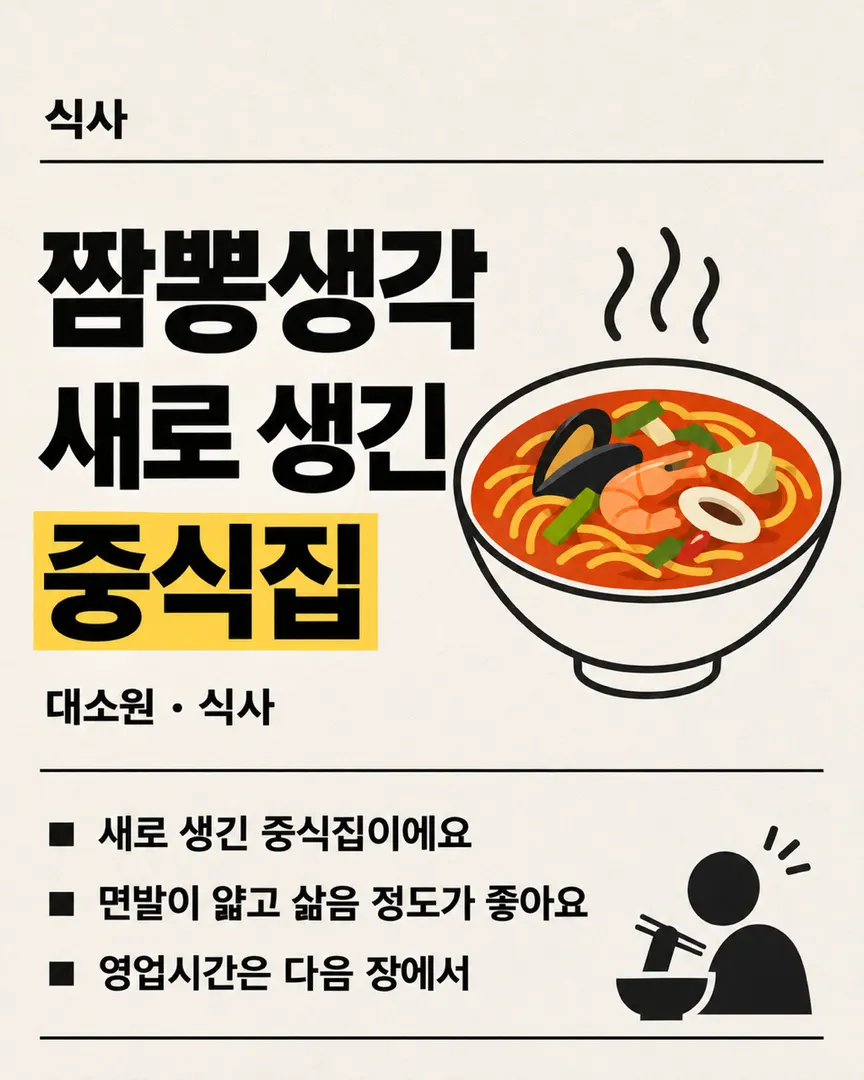 식사
짬뽕생각
새로 생긴
중식집
대소원 · 식사
■ 새로 생긴 중식집이에요
■ 면발이 얇고 삶음 정도가 좋아요
■ 영업시간은 다음 장에서